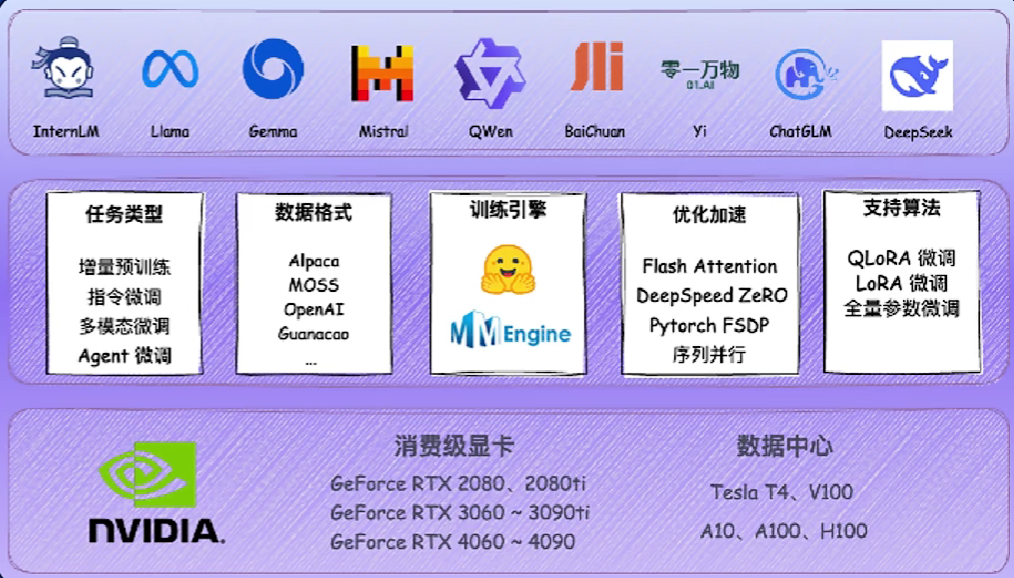 InternLM
Llama
Gemma
Mistral
QWen
BaiChuan
零一万物
01.AI
Yi
ChatGLM
DeepSeek
任务类型
增量预训练
指令微调
多模态微调
Agent 微调
数据格式
Alpaca
MOSS
OpenAI
Guanacao
...
训练引擎
MMEngine
优化加速
Flash Attention
DeepSpeed ZeRO
Pytorch FSDP
序列并行
支持算法
QLoRA 微调
LoRA 微调
全量参数微调
NVIDIA.
消费级显卡
GeForce RTX 2080、2080ti
GeForce RTX 3060 ~ 3090ti
GeForce RTX 4060 ~ 4090
数据中心
Tesla T4、V100
A10、A100、H100